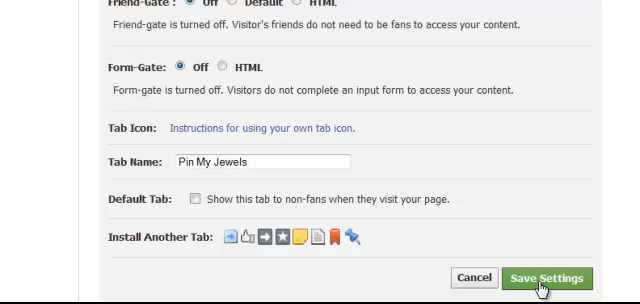 Friend-Gate : Off Default HTML
Friend-gate is turned off. Visitor's friends do not need to be fans to access your content.
Form-Gate: Off HTML
Form-gate is turned off. Visitors do not complete an input form to access your content.
Tab Icon: Instructions for using your own tab icon.
Tab Name: Pin My Jewels
Default Tab: Show this tab to non-fans when they visit your page.
Install Another Tab:
Cancel Save Settings